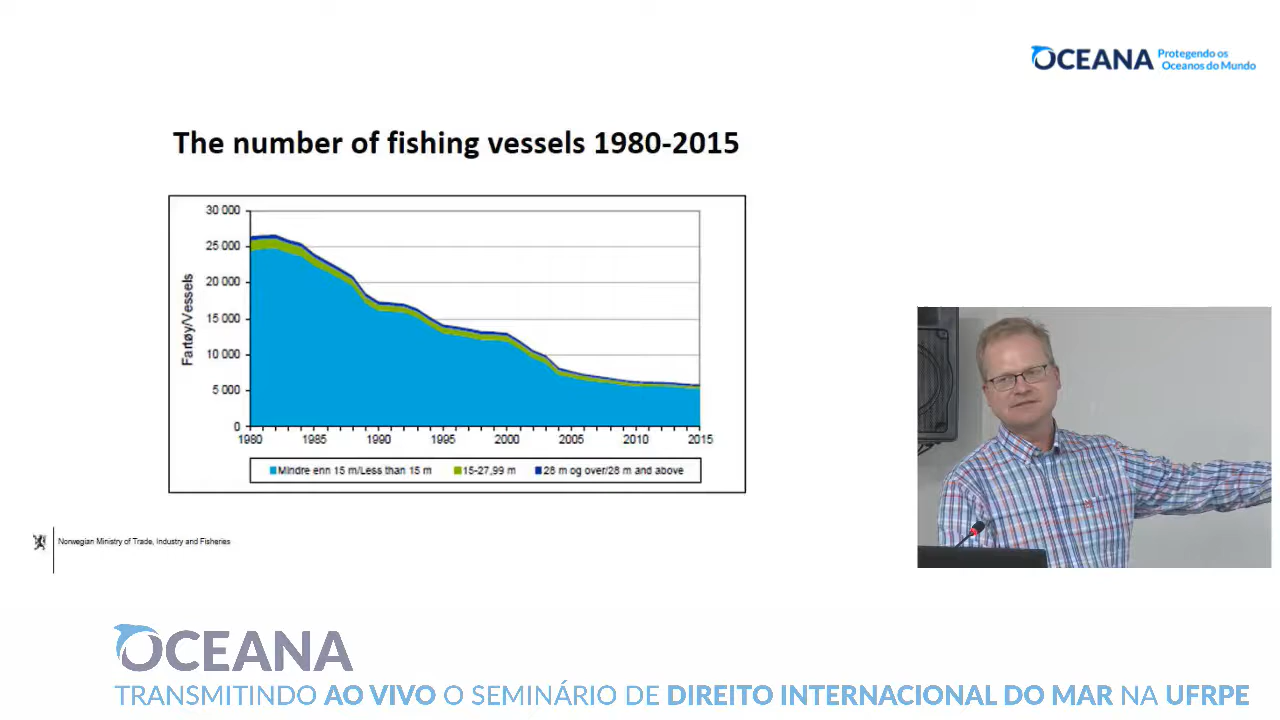 OCEANA
Protegendo os
Oceanos do Mundo
The number of fishing vessels 1980-2015
30 000
25 000
20 000
15 000
10 000
5 000
0
Fartøy/Vessels
1980 1985 1990 1995 2000 2005 2010 2015
Mindre enn 15 m/Less than 15 m 15-27,99 m 28 m og over/28 m and above
Norwegian Ministry of Trade, Industry and Fisheries
OCEANA
TRANSMITINDO AO VIVO O SEMINÁRIO DE DIREITO INTERNACIONAL DO MAR NA UFRPE